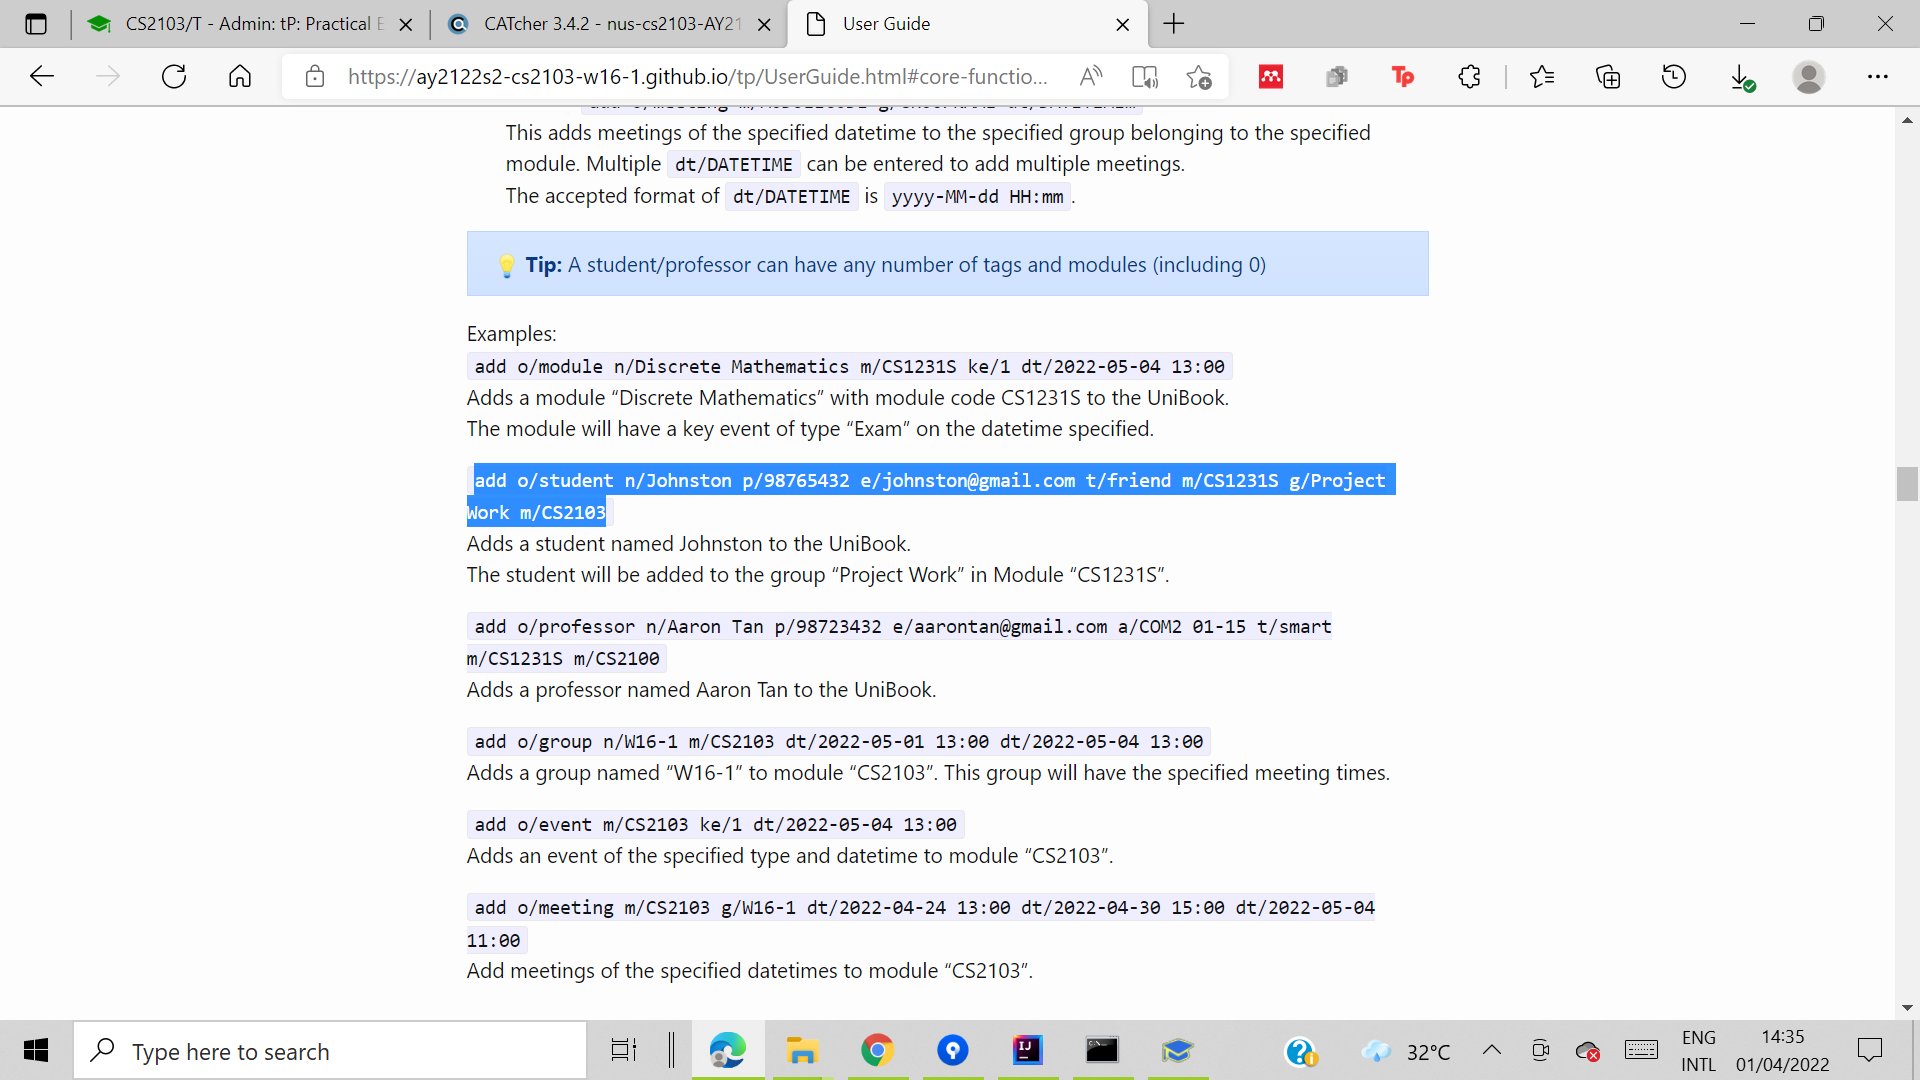 CS2103/T - Admin: tP: Practical E
CATcher 3.4.2 - nus-cs2103-AY21
User Guide
https://ay2122s2-cs2103-w16-1.github.io/tp/UserGuide.html#core-functio...
This adds meetings of the specified datetime to the specified group belonging to the specified
module. Multiple dt/DATETIME can be entered to add multiple meetings.
The accepted format of dt/DATETIME is yyyy-MM-dd HH:mm.
Tip: A student/professor can have any number of tags and modules (including 0)
Examples:
add o/module n/Discrete Mathematics m/CS1231S ke/1 dt/2022-05-04 13:00
Adds a module “Discrete Mathematics” with module code CS1231S to the UniBook.
The module will have a key event of type “Exam” on the datetime specified.
add o/student n/Johnston p/98765432 e/johnston@gmail.com t/friend m/CS1231S g/Project
Work m/CS2103
Adds a student named Johnston to the UniBook.
The student will be added to the group “Project Work” in Module “CS1231S”.
add o/professor n/Aaron Tan p/98723432 e/aarontan@gmail.com a/COM2 01-15 t/smart
m/CS1231S m/CS2100
Adds a professor named Aaron Tan to the UniBook.
add o/group n/W16-1 m/CS2103 dt/2022-05-01 13:00 dt/2022-05-04 13:00
Adds a group named “W16-1” to module “CS2103”. This group will have the specified meeting times.
add o/event m/CS2103 ke/1 dt/2022-05-04 13:00
Adds an event of the specified type and datetime to module “CS2103”.
add o/meeting m/CS2103 g/W16-1 dt/2022-04-24 13:00 dt/2022-04-30 15:00 dt/2022-05-04
11:00
Add meetings of the specified datetimes to module “CS2103”.
Type here to search
32°C
ENG
INTL
14:35
01/04/2022